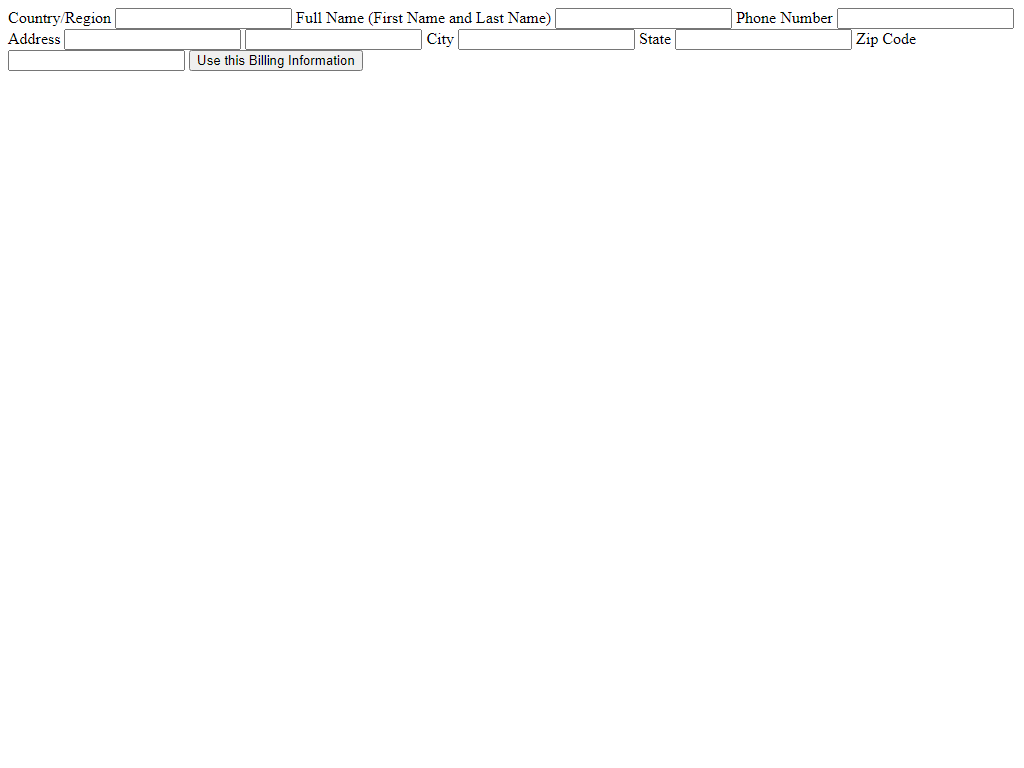 Country/Region Full Name (First Name and Last Name) Phone Number
Address City State Zip Code
Use this Billing Information